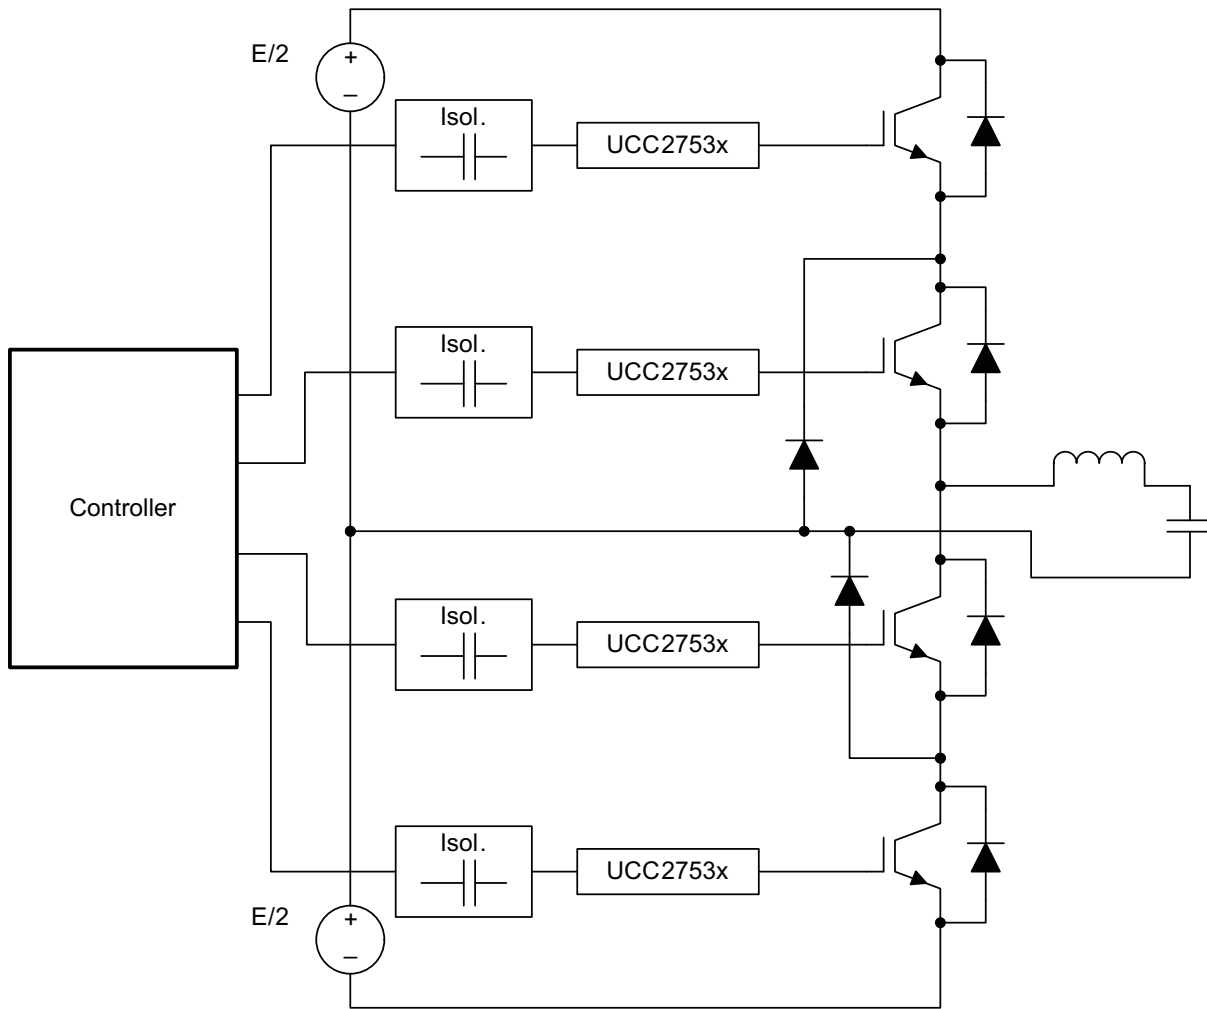 E/2
+
−
Isol.
UCC2753x
Isol.
UCC2753x
Controller
Isol.
UCC2753x
Isol.
UCC2753x
E/2
+
−